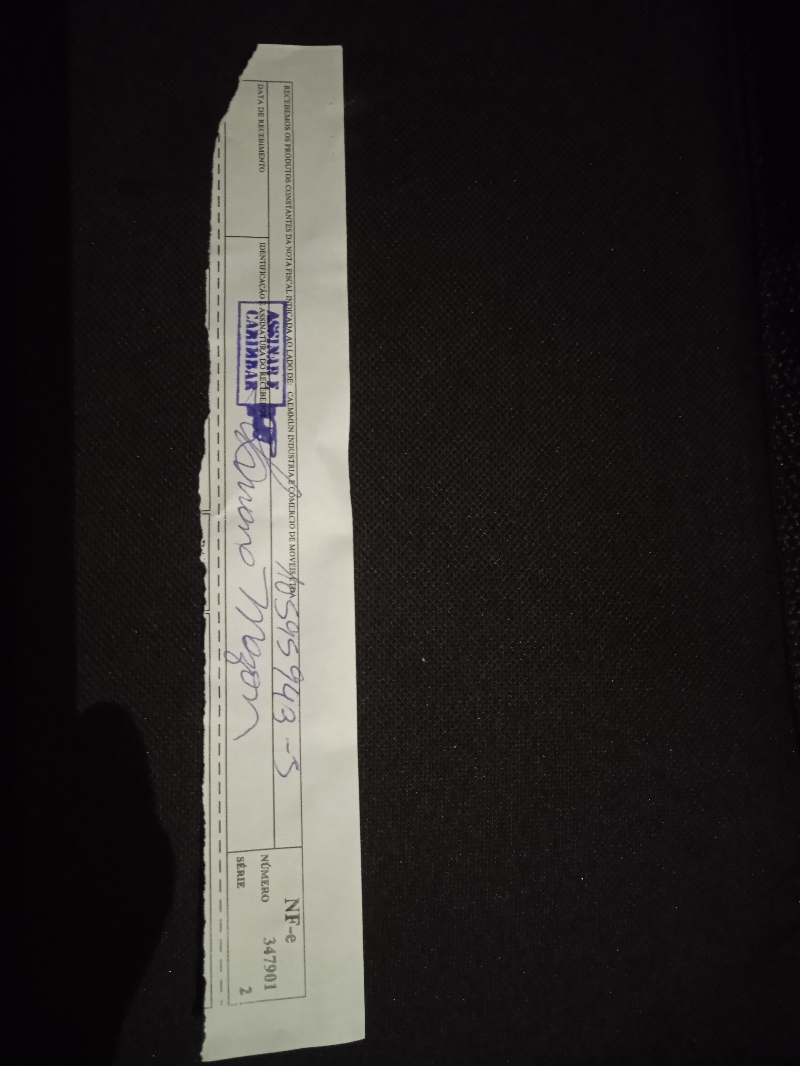 RECEBEMOS OS PRODUTOS CONSTANTES DA NOTA FISCAL INDICADA AO LADO DE: CAEMMUN INDUSTRIA E COMERCIO DE MOVEIS LTDA
DATA DE RECEBIMENTO
IDENTIFICAÇÃO E ASSINATURA DO RECEBEDOR
ASSINAR E
CARIMBAR
NF-e
NÚMERO 347901
SÉRIE 2